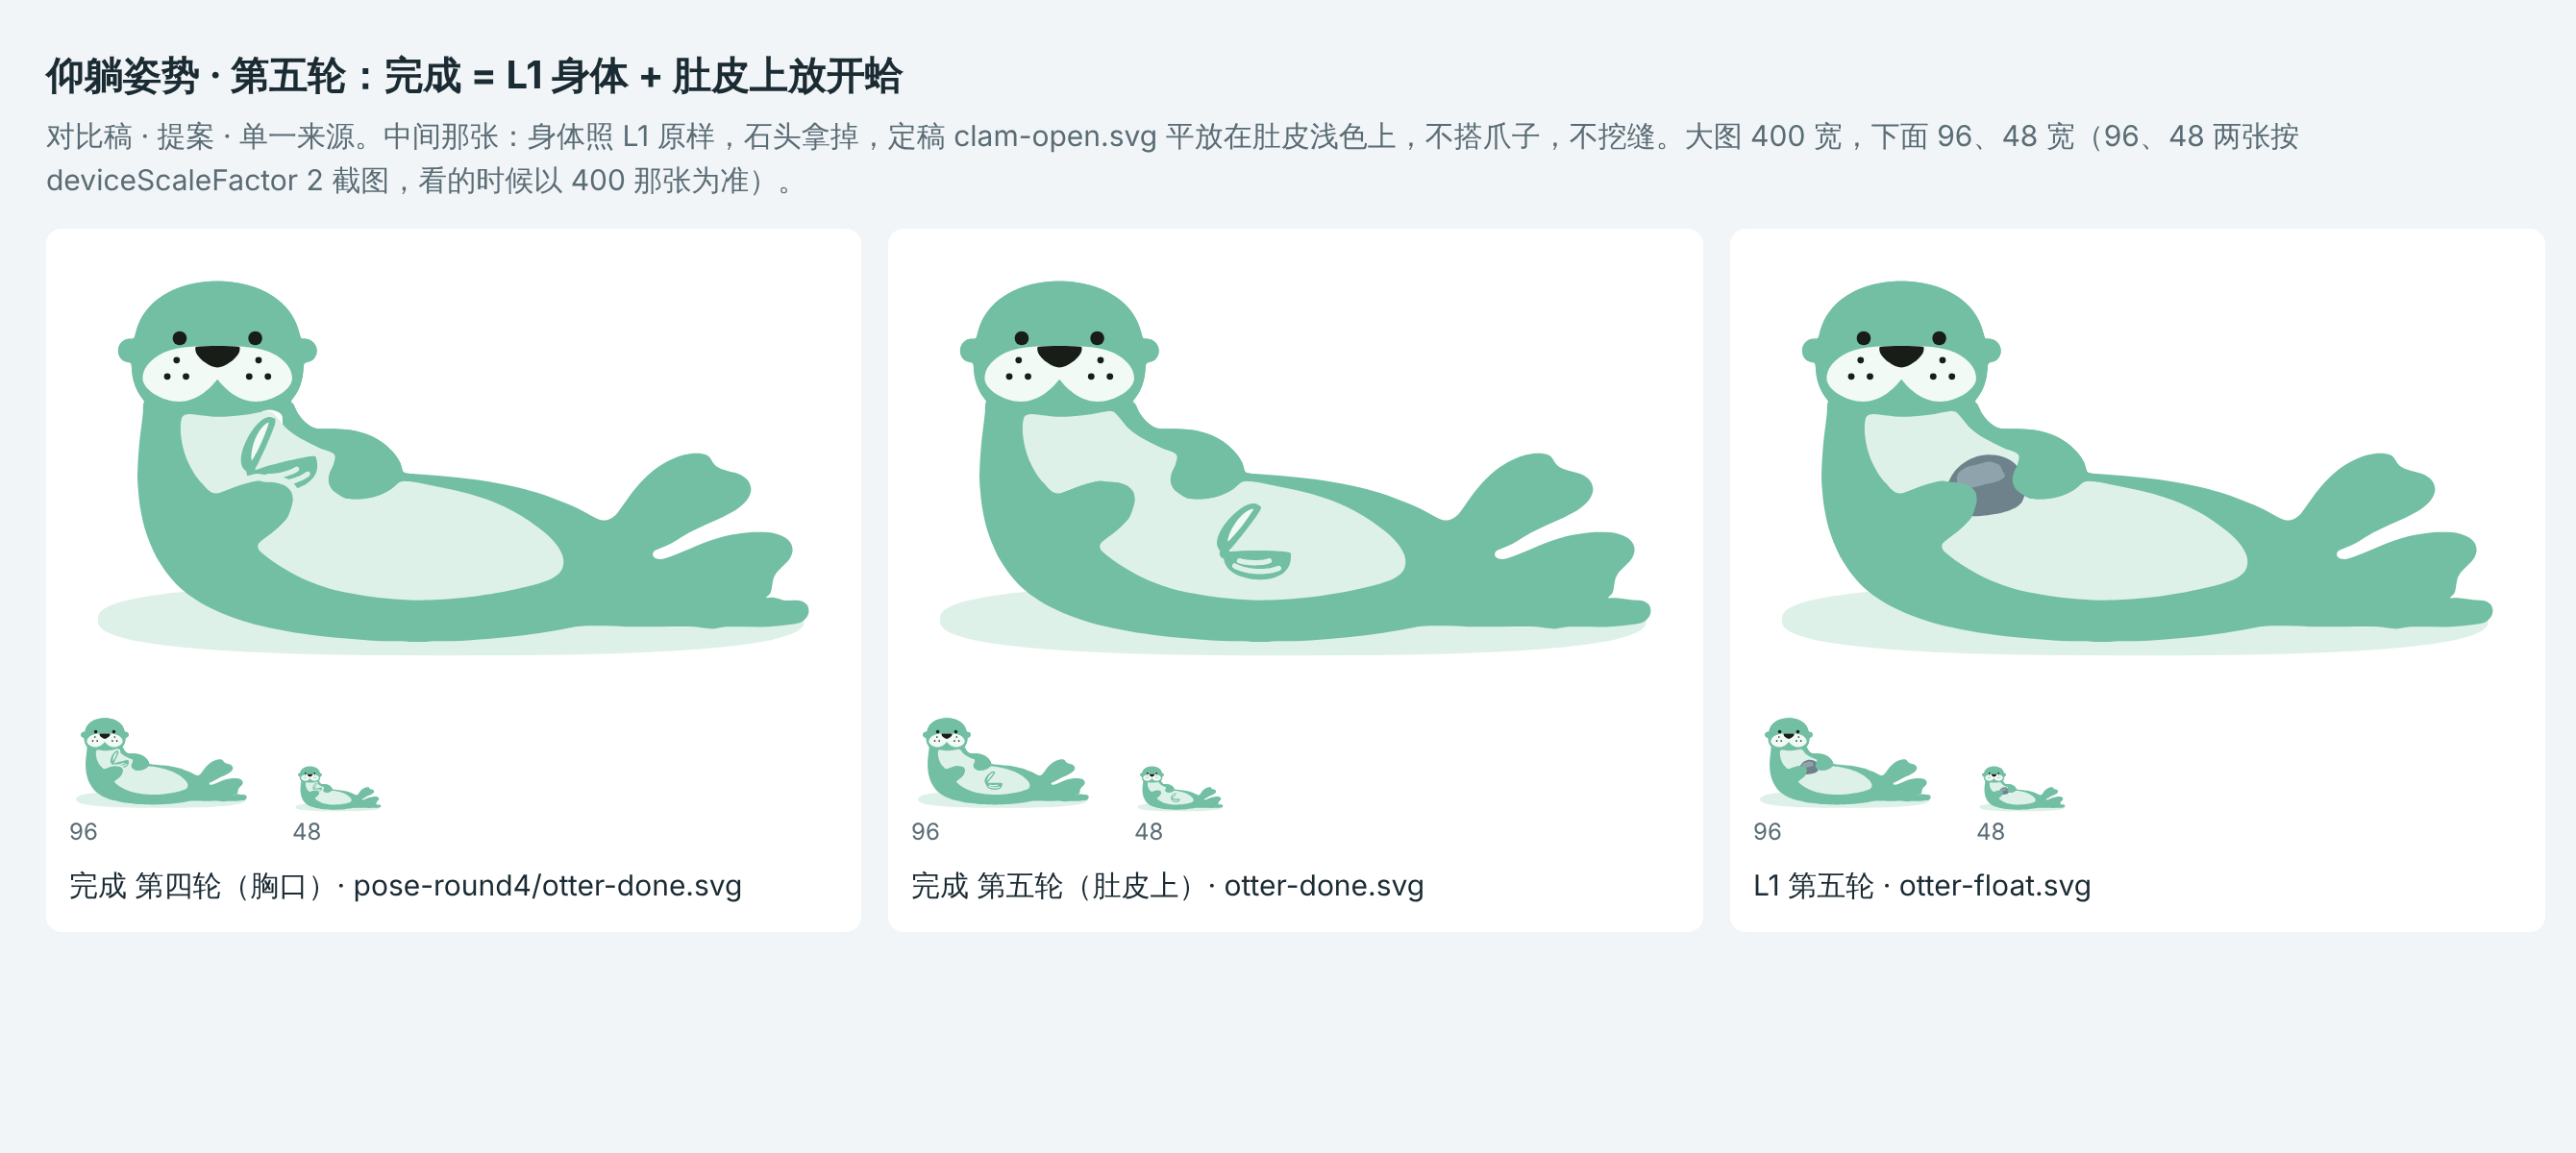 仰躺姿势 · 第五轮：完成 = L1 身体 + 肚皮上放开蛤
对比稿 · 提案 · 单一来源。中间那张：身体照 L1 原样，石头拿掉，定稿 clam-open.svg 平放在肚皮浅色上，不搭爪子，不挖缝。大图 400 宽，下面 96、48 宽（96、48 两张按
deviceScaleFactor 2 截图，看的时候以 400 那张为准）。
96
48
完成 第四轮（胸口）· pose-round4/otter-done.svg
96
48
完成 第五轮（肚皮上）· otter-done.svg
96
48
L1 第五轮 · otter-float.svg